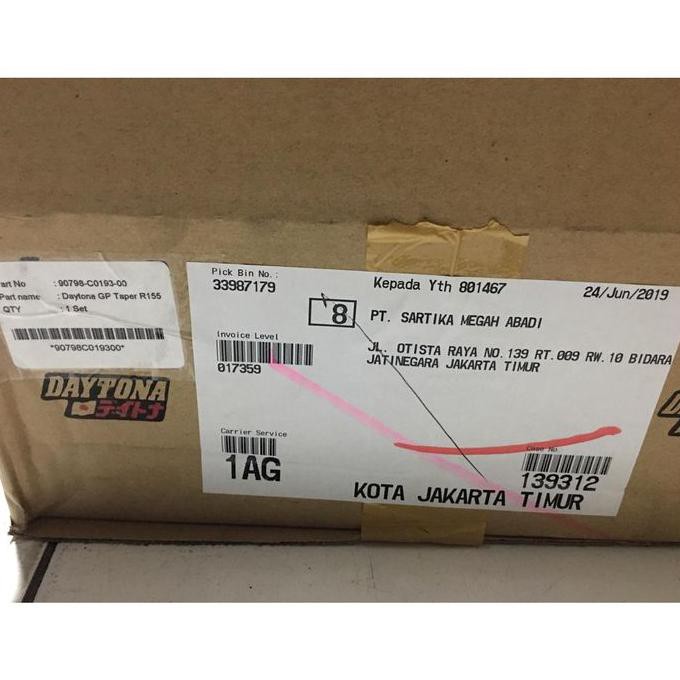 art No : 90798-C0193-00
Part name : Daytona GP Taper R155
QTY : 1 Set
*90798C019300*
DAYTONA
デイトナ
Pick Bin No.:
33987179
Kepada Yth 801467
24/Jun/2019
8
PT. SARTIKA MEGAH ABADI
Invoice Level
017359
JL. OTISTA RAYA NO.139 RT.009 RW.10 BIDARA
JATINEGARA JAKARTA TIMUR
Carrier Service
1AG
Case No
139312
KOTA JAKARTA TIMUR